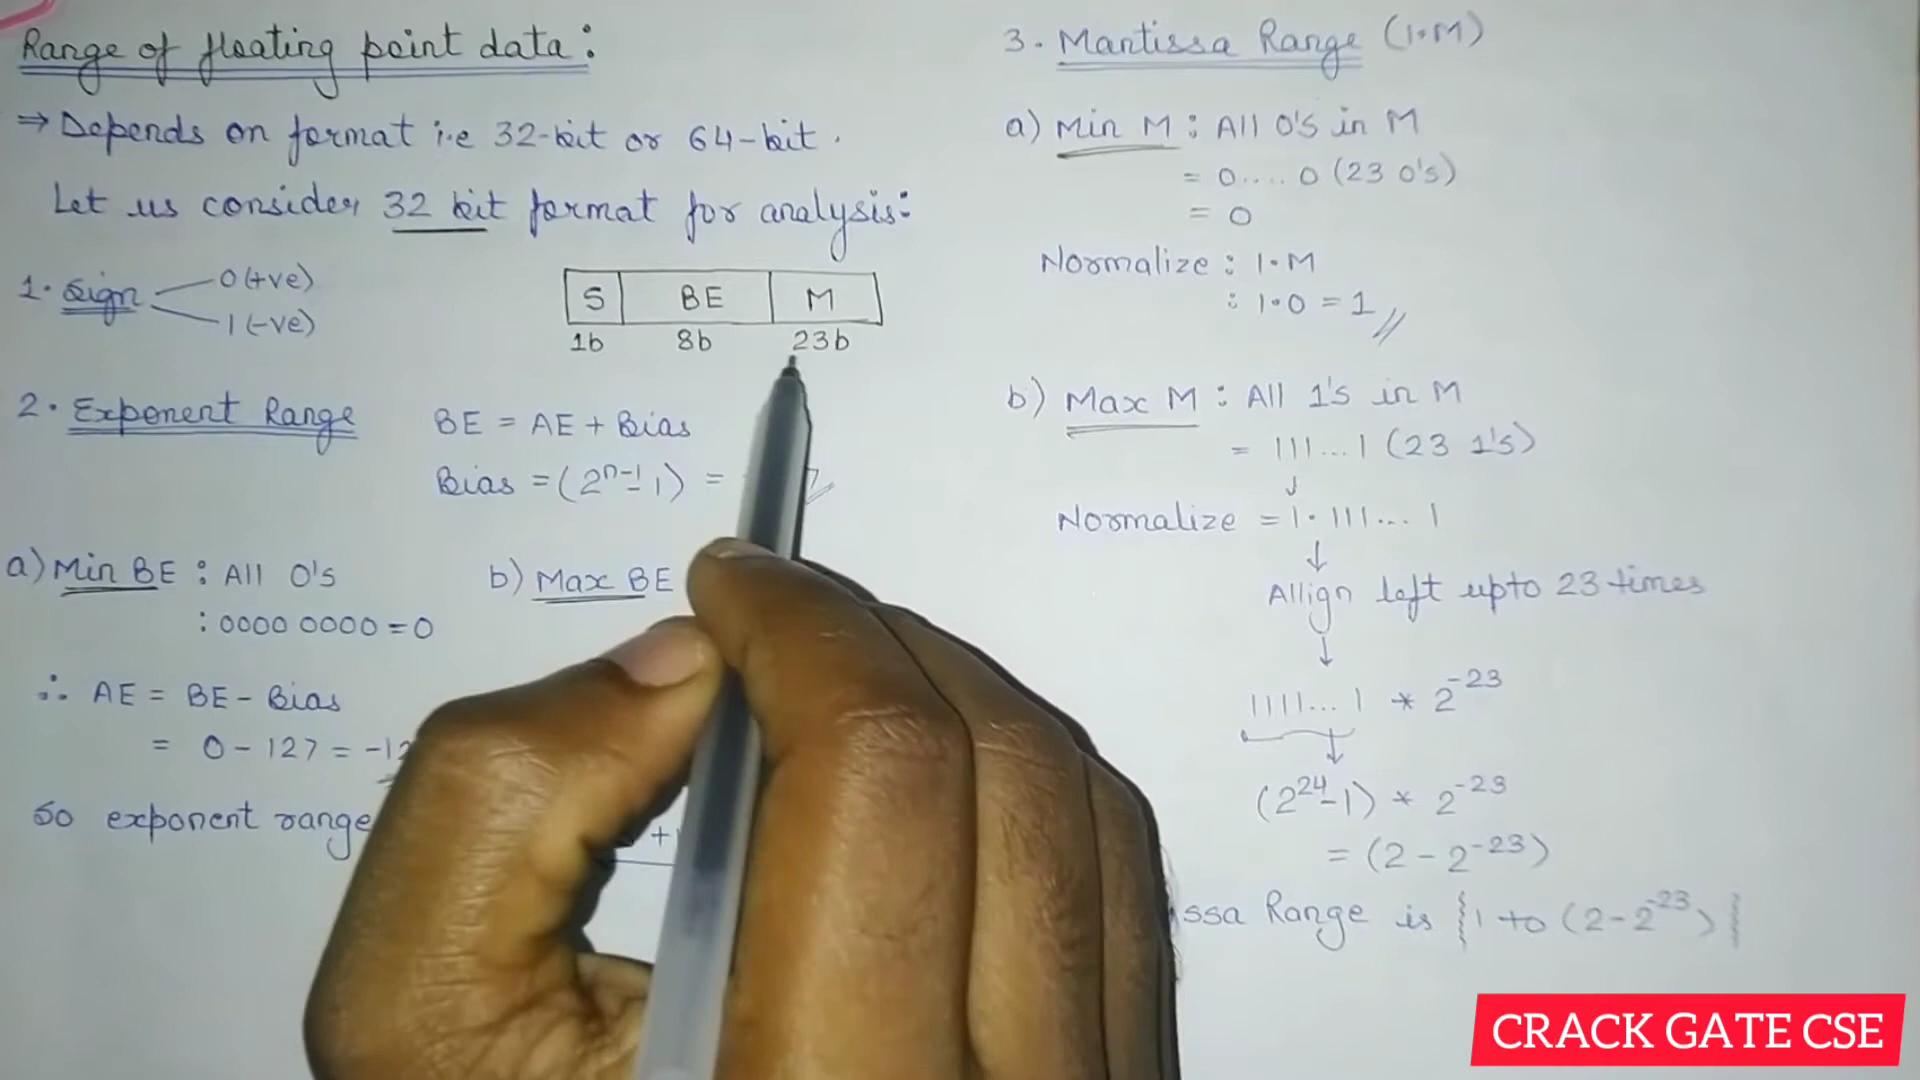 Range of floating point data:
⇒ Depends on format i.e 32-bit or 64-bit.
Let us consider 32 bit format for analysis:
1. Sign
0 (+ve)
1 (-ve)
S BE M
1b 8b 23b
2. Exponent Range
BE = AE + Bias
Bias = (2ⁿ⁻¹ - 1) =
a) Min BE : All 0's
: 0000 0000 = 0
∴ AE = BE - Bias
= 0 - 127 =
So exponent range
b) Max BE
3. Mantissa Range (1.M)
a) Min M : All 0's in M
= 0....0 (23 0's)
= 0
Normalize : 1.M
: 1.0 = 1 //
b) Max M : All 1's in M
= 111...1 (23 1's)
↓
Normalize = 1.111...1
↓
Allign left upto 23 times
↓
1111...1 * 2⁻²³
↓
(2²⁴-1) * 2⁻²³
= (2 - 2⁻²³)
Range is {1 to (2 - 2⁻²³)}
CRACK GATE CSE